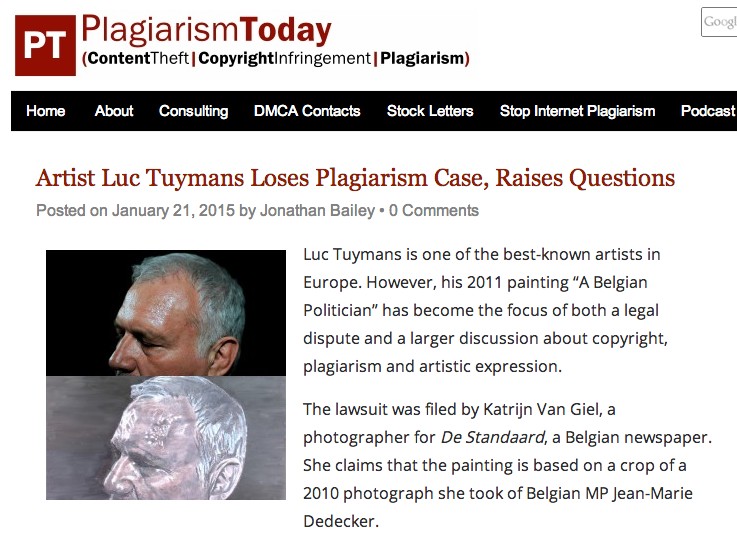 PT
PlagiarismToday
(ContentTheft|CopyrightInfringement|Plagiarism)
Home About Consulting DMCA Contacts Stock Letters Stop Internet Plagiarism Podcast
Artist Luc Tuymans Loses Plagiarism Case, Raises Questions
Posted on January 21, 2015 by Jonathan Bailey • 0 Comments
Luc Tuymans is one of the best-known artists in
Europe. However, his 2011 painting “A Belgian
Politician” has become the focus of both a legal
dispute and a larger discussion about copyright,
plagiarism and artistic expression.
The lawsuit was filed by Katrijn Van Giel, a
photographer for De Standaard, a Belgian newspaper.
She claims that the painting is based on a crop of a
2010 photograph she took of Belgian MP Jean-Marie
Dedecker.